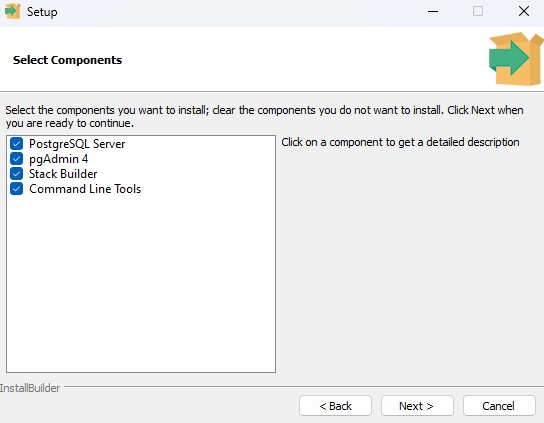 Setup
Select Components
Select the components you want to install; clear the components you do not want to install. Click Next when
you are ready to continue.
PostgreSQL Server
pgAdmin 4
Stack Builder
Command Line Tools
Click on a component to get a detailed description
InstallBuilder
< Back
Next >
Cancel